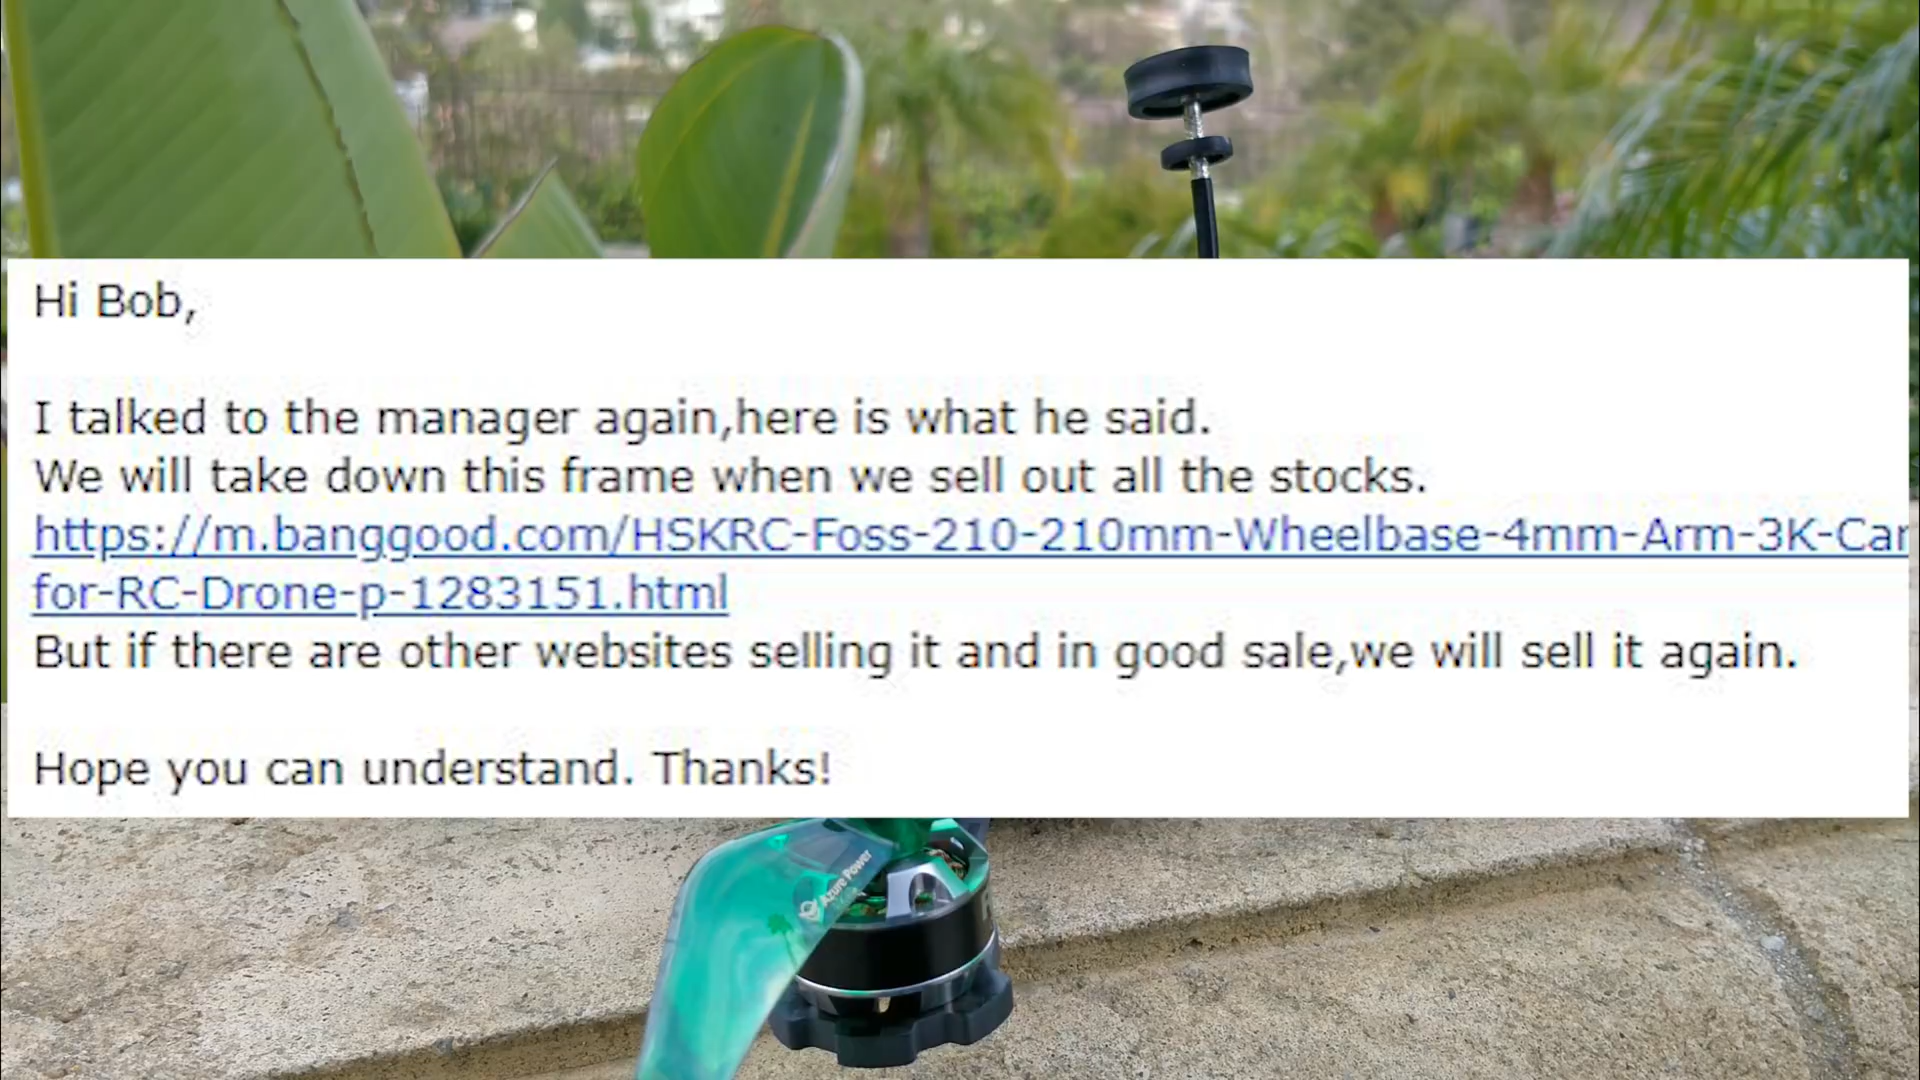 Hi Bob,
I talked to the manager again,here is what he said.
We will take down this frame when we sell out all the stocks.
https://m.banggood.com/HSKRC-Foss-210-210mm-Wheelbase-4mm-Arm-3K-Car
for-RC-Drone-p-1283151.html
But if there are other websites selling it and in good sale,we will sell it again.
Hope you can understand. Thanks!
Azure Power